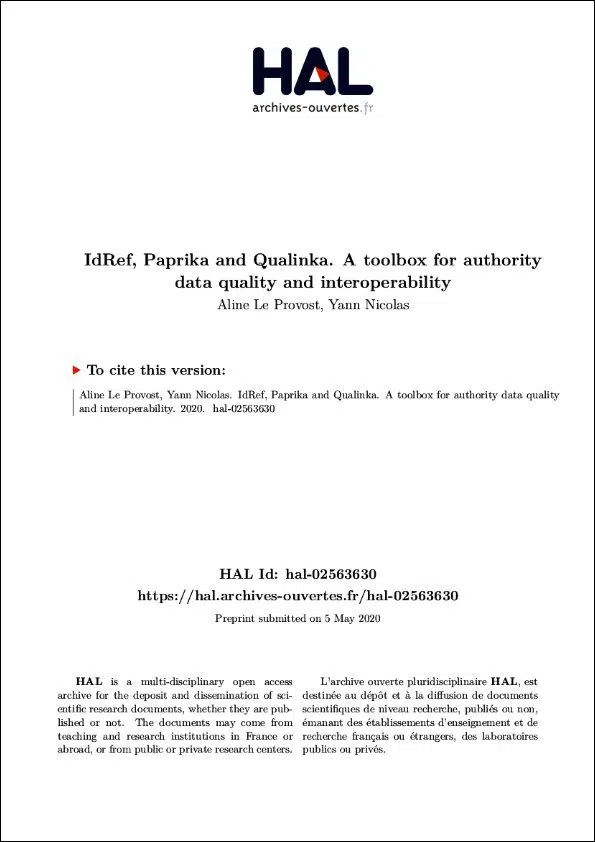 HAL
archives-ouvertes.fr
IdRef, Paprika and Qualinka. A toolbox for authority
data quality and interoperability
Aline Le Provost, Yann Nicolas
To cite this version:
Aline Le Provost, Yann Nicolas. IdRef, Paprika and Qualinka. A toolbox for authority data quality
and interoperability. 2020. hal-02563630
HAL Id: hal-02563630
https://hal.archives-ouvertes.fr/hal-02563630
Preprint submitted on 5 May 2020
HAL is a multi-disciplinary open access
archive for the deposit and dissemination of sci-
entific research documents, whether they are pub-
lished or not. The documents may come from
teaching and research institutions in France or
abroad, or from public or private research centers.
L'archive ouverte pluridisciplinaire HAL, est
destinée au dépôt et à la diffusion de documents
scientifiques de niveau recherche, publiés ou non,
émanant des établissements d'enseignement et de
recherche français ou étrangers, des laboratoires
publics ou privés.